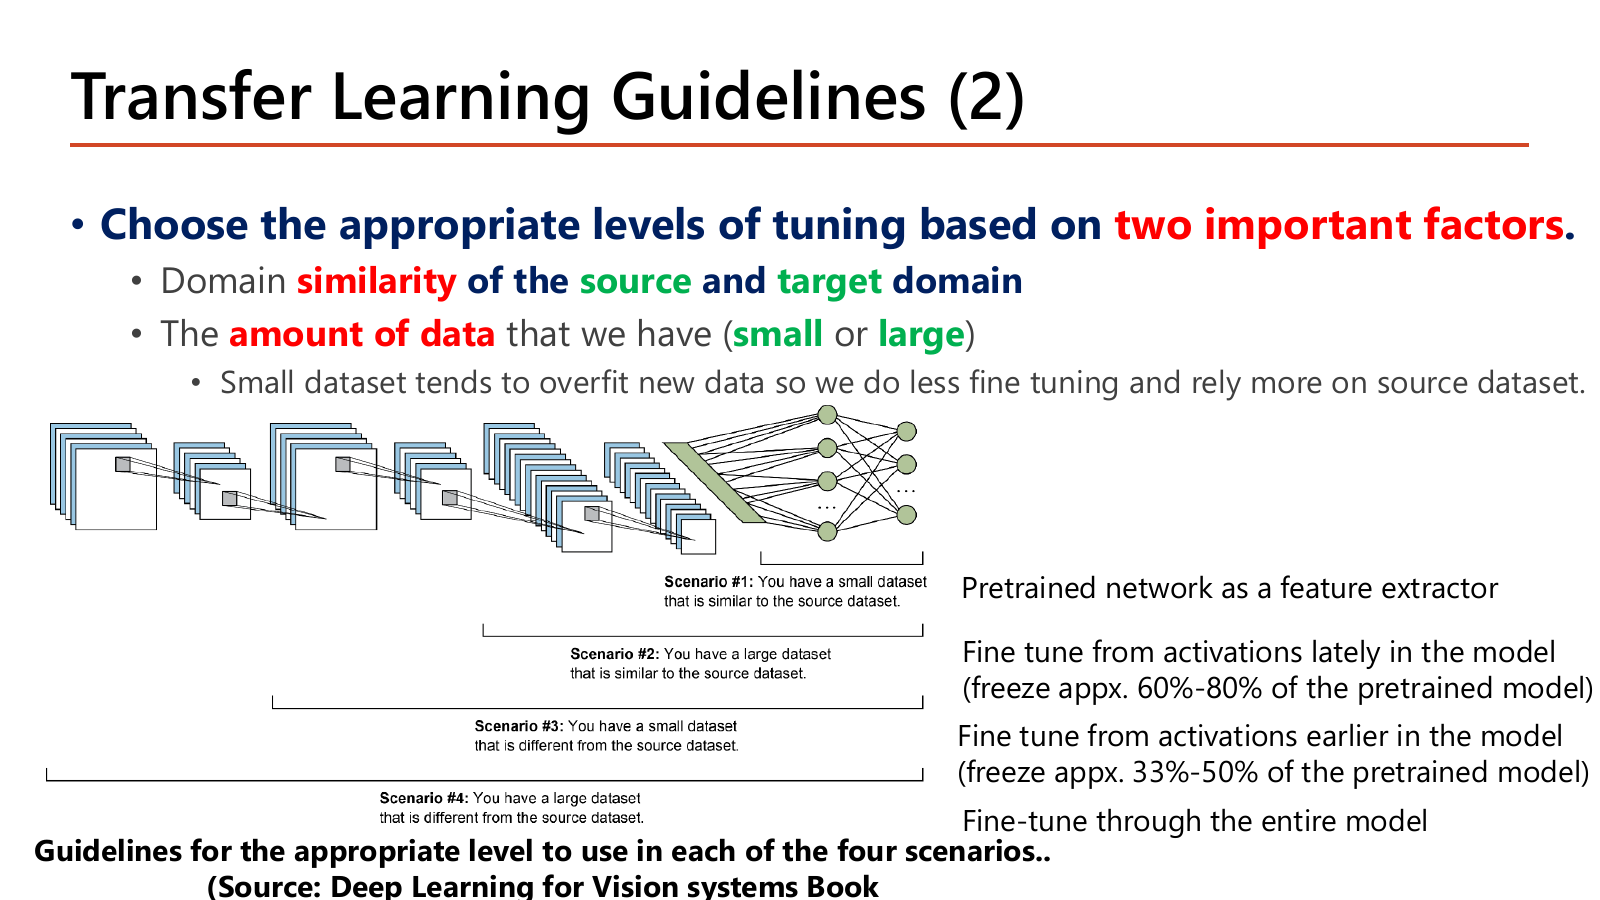 Transfer Learning Guidelines (2)
• Choose the appropriate levels of tuning based on two important factors.
• Domain similarity of the source and target domain
• The amount of data that we have (small or large)
• Small dataset tends to overfit new data so we do less fine tuning and rely more on source dataset.
...
...
Scenario #1: You have a small dataset
that is similar to the source dataset.
Pretrained network as a feature extractor
Scenario #2: You have a large dataset
that is similar to the source dataset.
Fine tune from activations lately in the model
(freeze appx. 60%-80% of the pretrained model)
Scenario #3: You have a small dataset
that is different from the source dataset.
Fine tune from activations earlier in the model
(freeze appx. 33%-50% of the pretrained model)
Scenario #4: You have a large dataset
that is different from the source dataset.
Fine-tune through the entire model
Guidelines for the appropriate level to use in each of the four scenarios..
(Source: Deep Learning for Vision systems Book